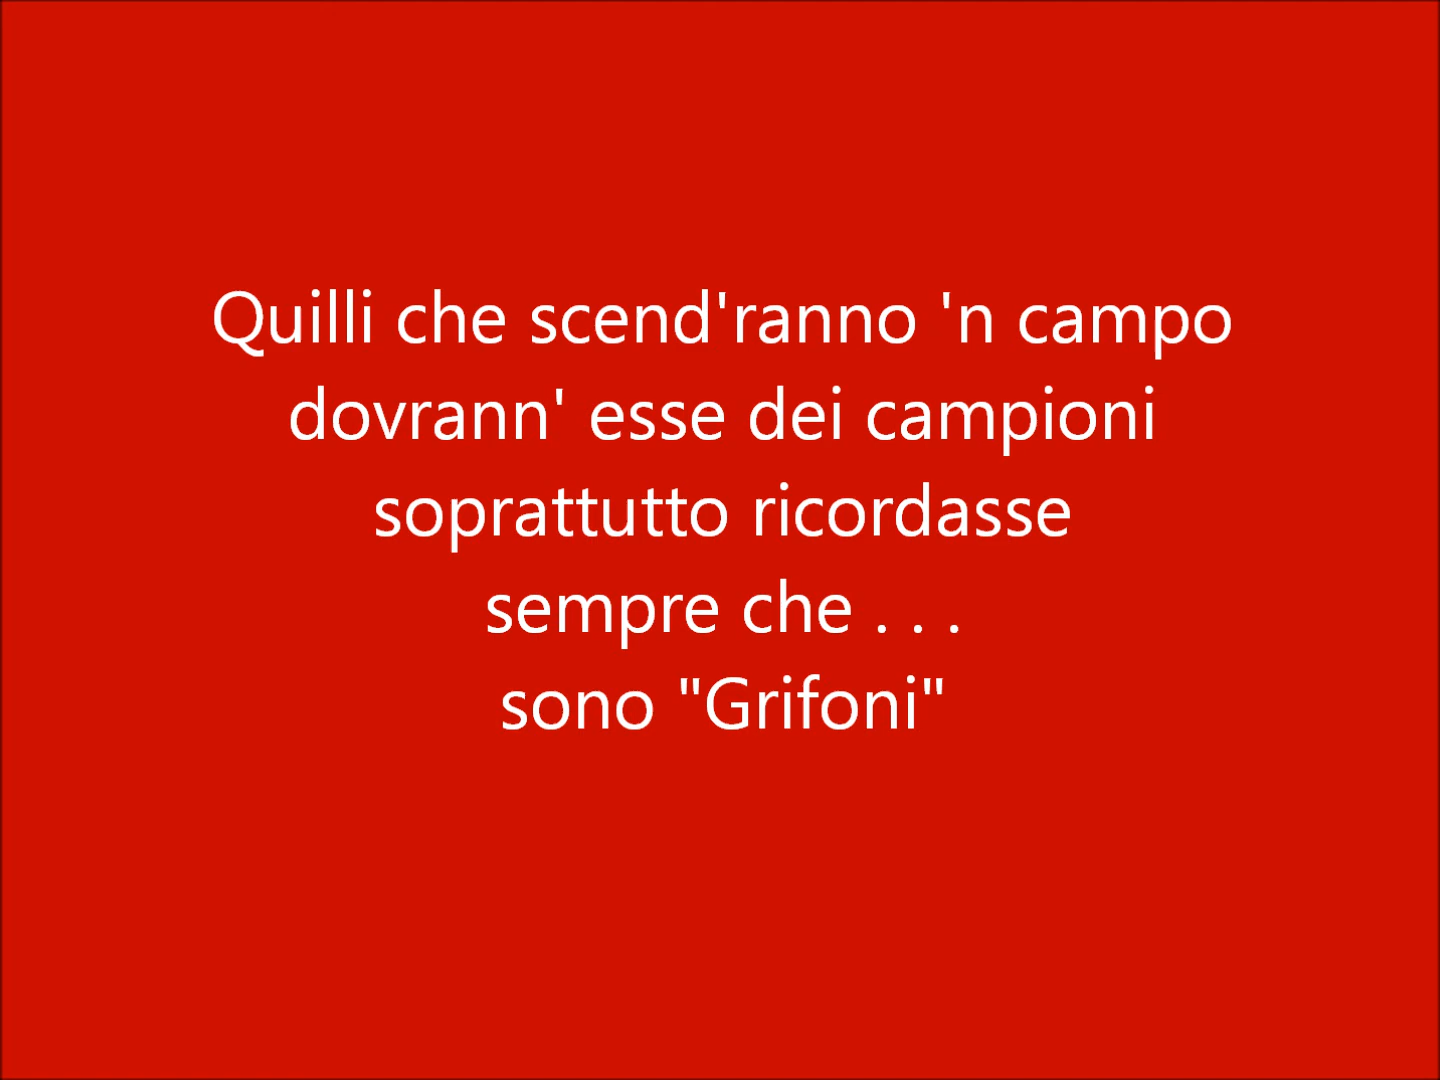 Quilli che scend'ranno 'n campo
dovrann' esse dei campioni
soprattutto ricordasse
sempre che . . .
sono "Grifoni"